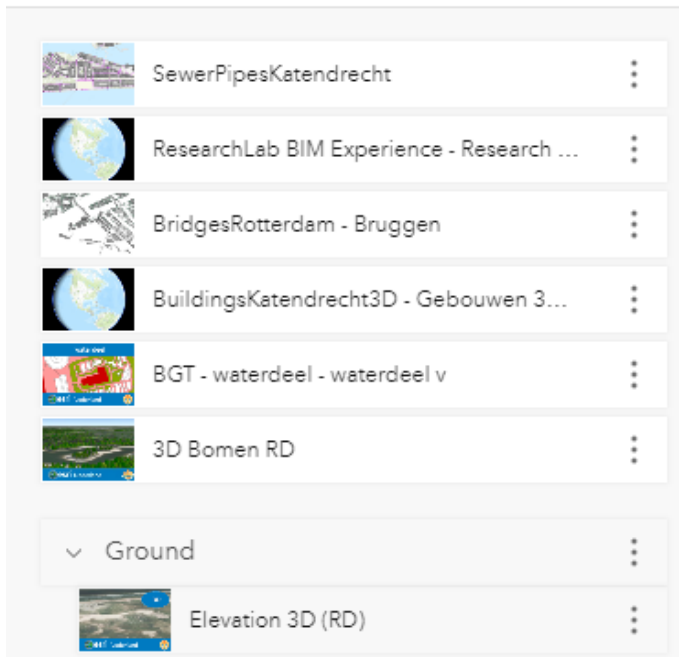 SewerPipesKatendrecht
ResearchLab BIM Experience - Research ...
BridgesRotterdam - Bruggen
BuildingsKatendrecht3D - Gebouwen 3...
waterdeel
BGT - waterdeel - waterdeel v
3D Bomen RD
Ground
Elevation 3D (RD)